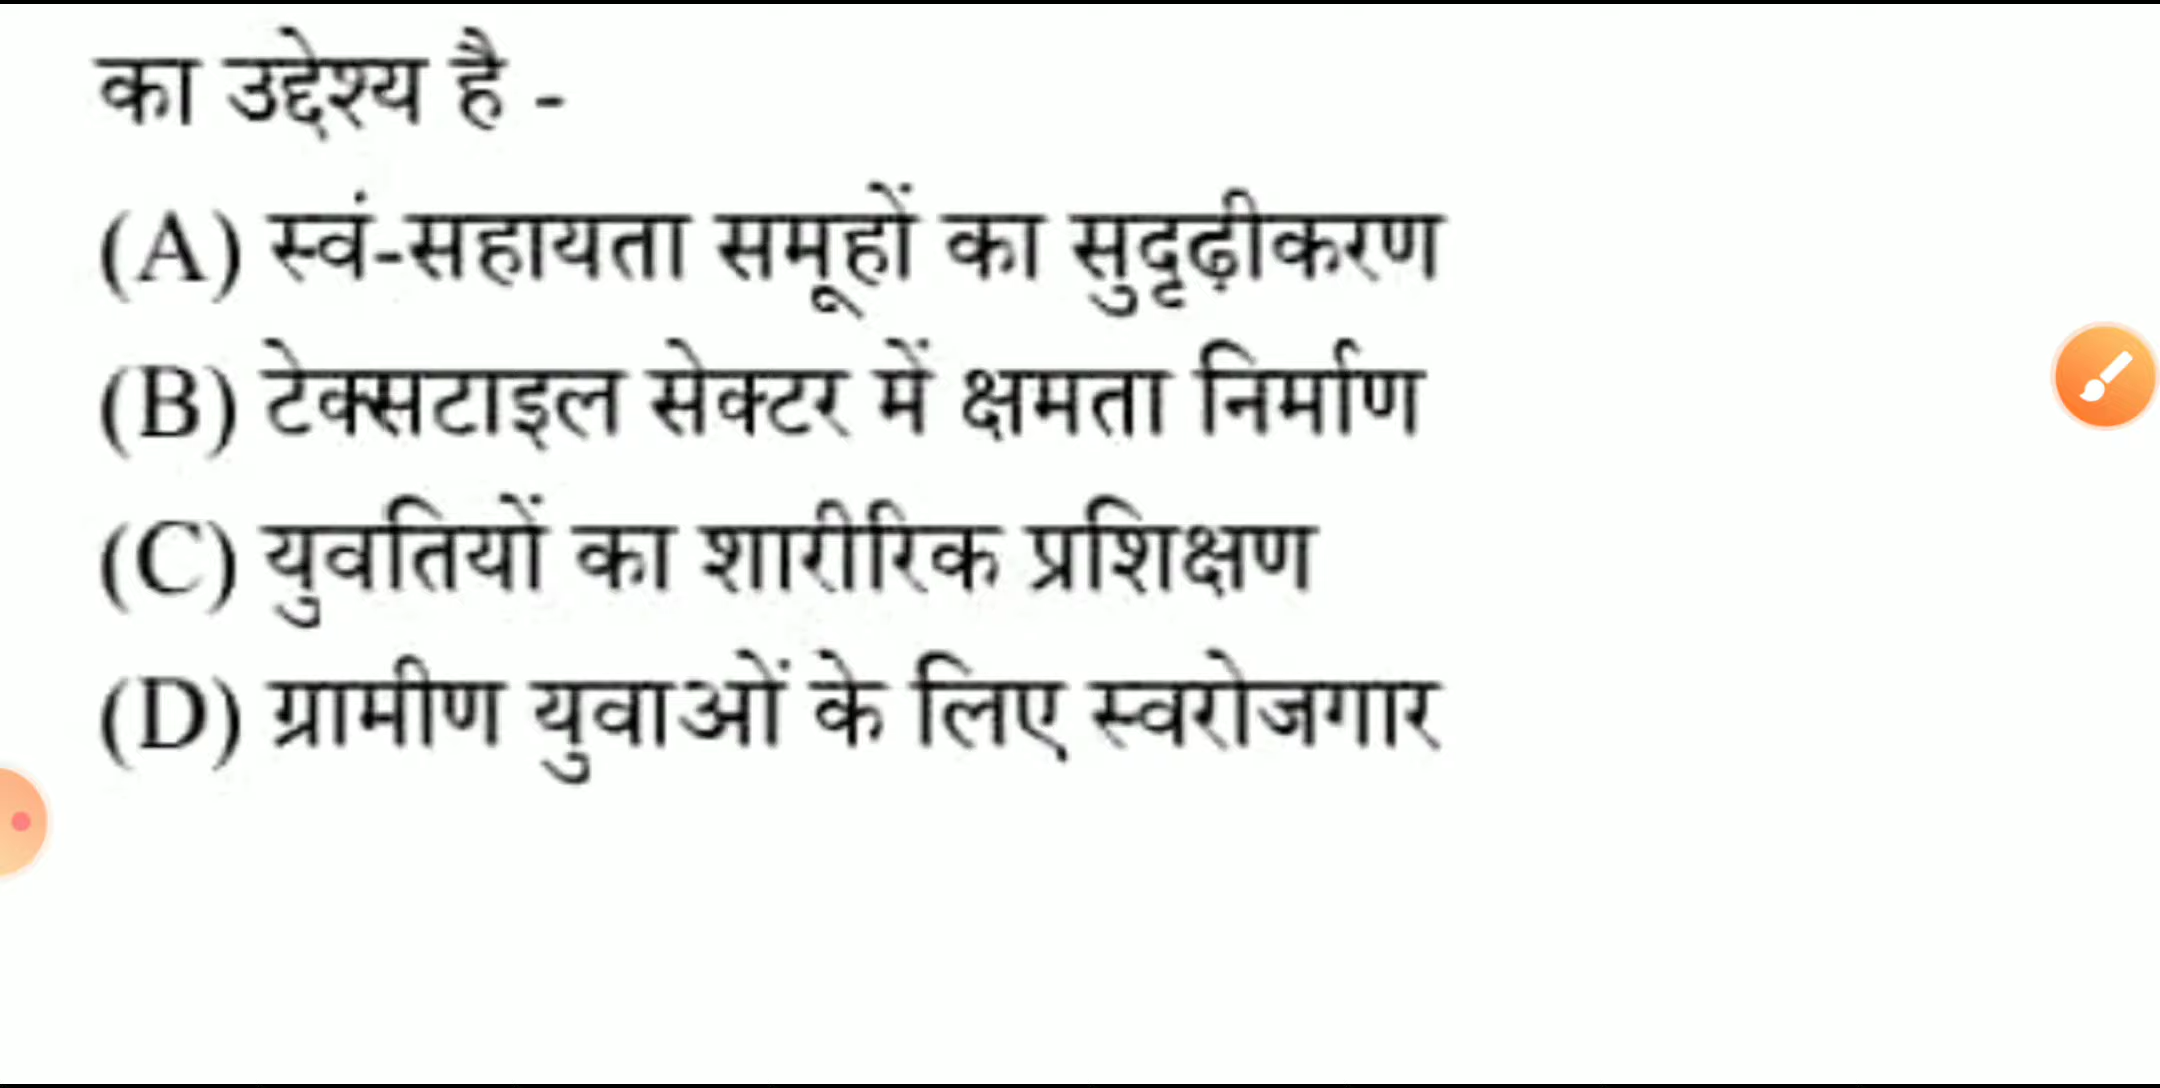 का उद्देश्य है -
(A) स्वं-सहायता समूहों का सुदृढ़ीकरण
(B) टेक्सटाइल सेक्टर में क्षमता निर्माण
(C) युवतियों का शारीरिक प्रशिक्षण
(D) ग्रामीण युवाओं के लिए स्वरोजगार